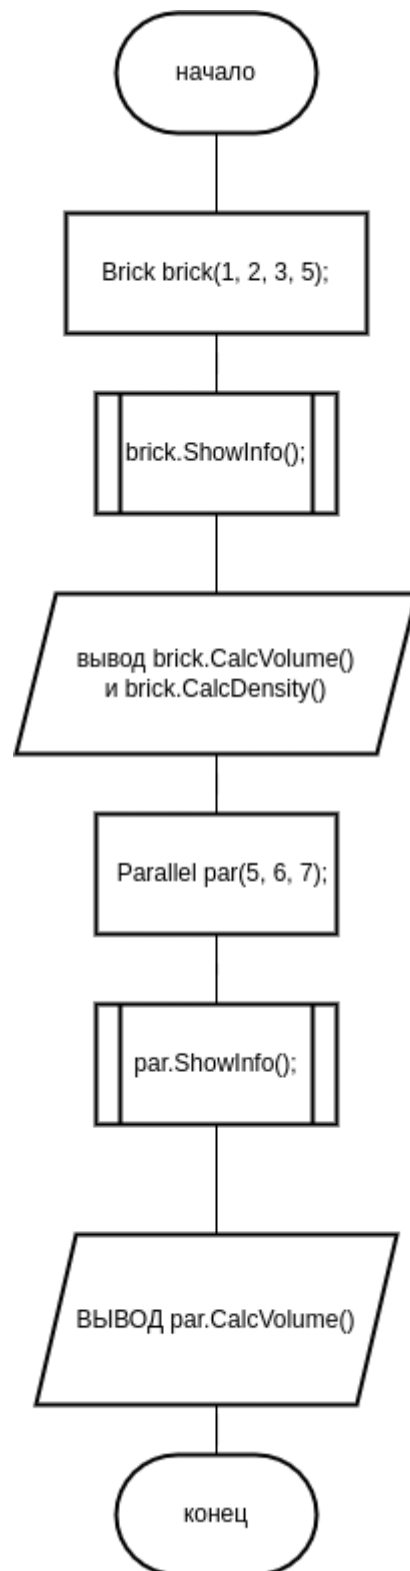 начало
Brick brick(1, 2, 3, 5);
brick.ShowInfo();
вывод brick.CalcVolume()
и brick.CalcDensity()
Parallel par(5, 6, 7);
par.ShowInfo();
ВЫВОД par.CalcVolume()
конец